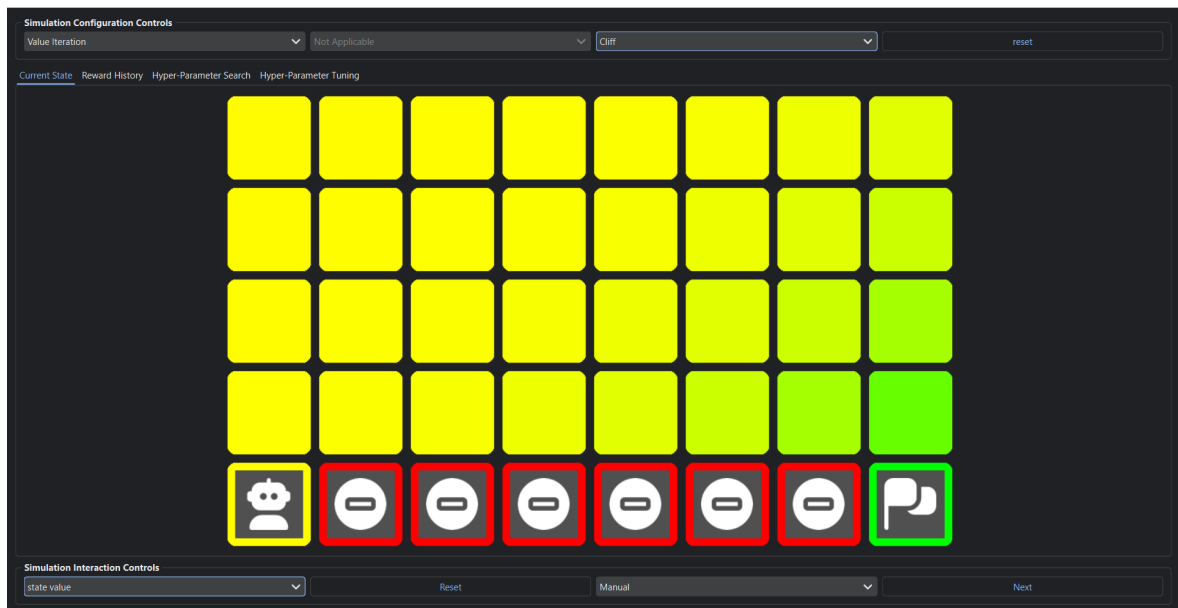 Simulation Configuration Controls
Value Iteration Not Applicable Cliff reset
Current State Reward History Hyper-Parameter Search Hyper-Parameter Tuning
Simulation Interaction Controls
state value Reset Manual Next